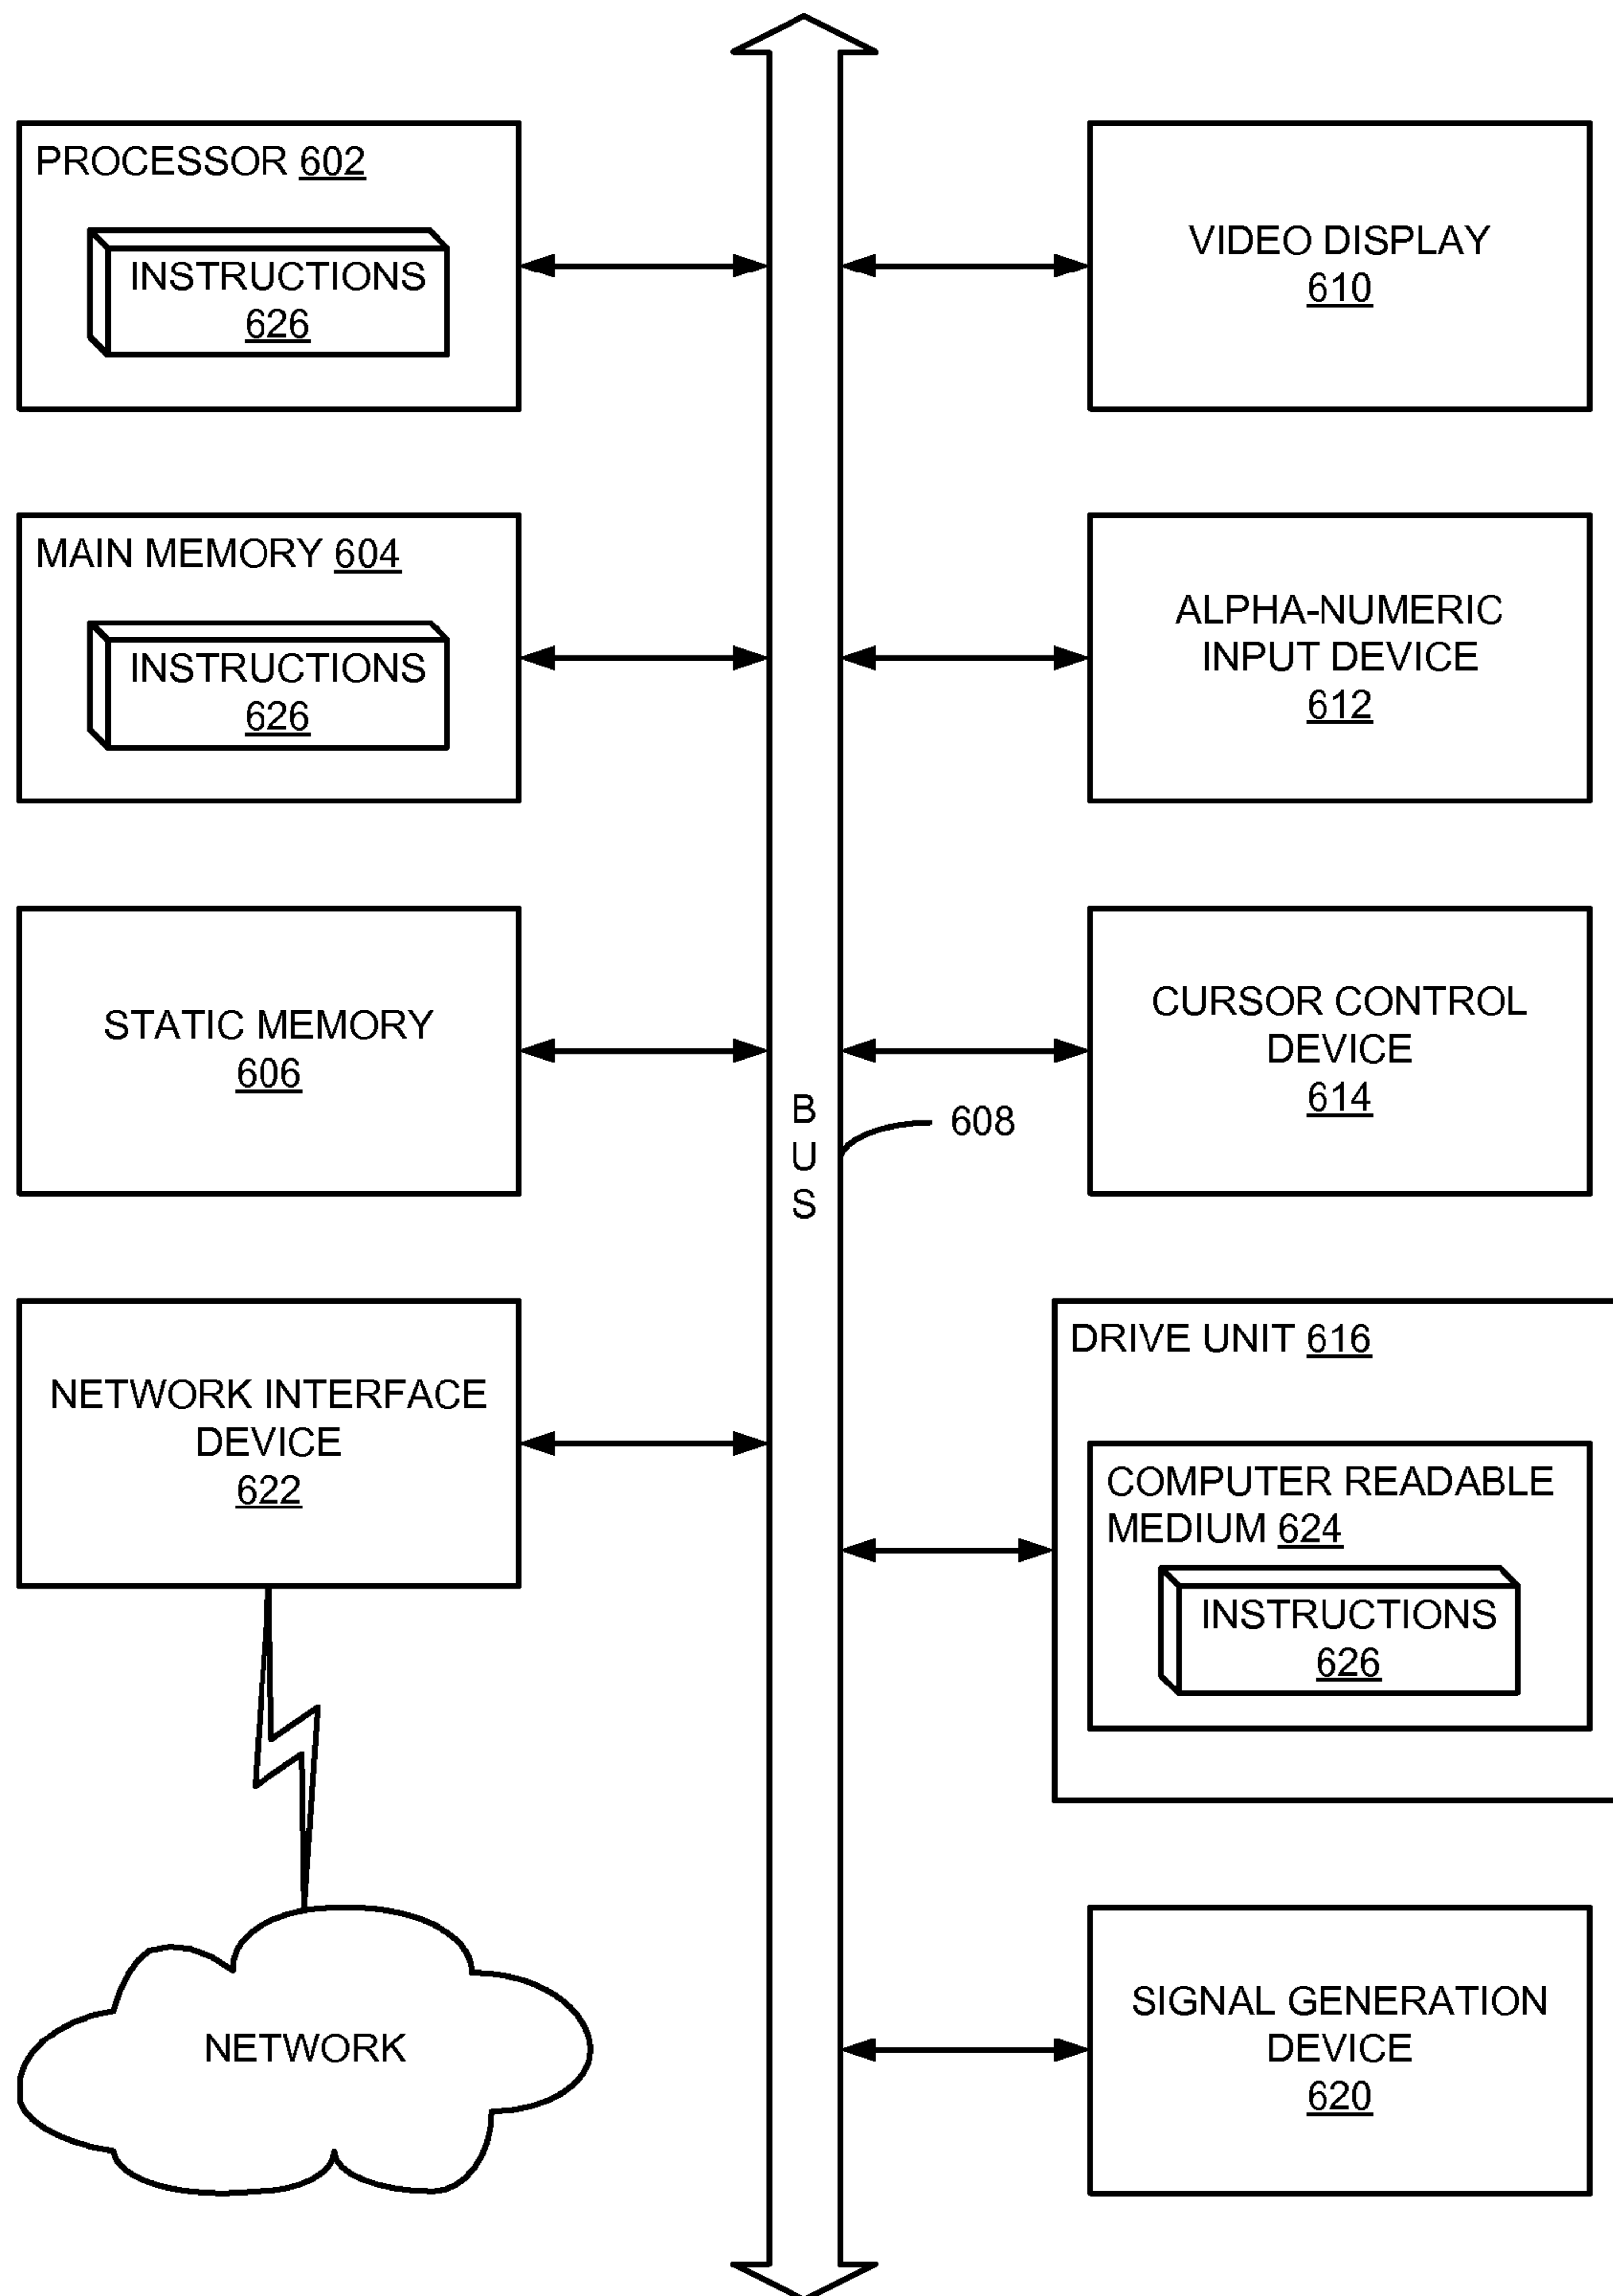 PROCESSOR 602
INSTRUCTIONS
626
MAIN MEMORY 604
INSTRUCTIONS
626
STATIC MEMORY
606
NETWORK INTERFACE
DEVICE
622
NETWORK
B
U
S
608
VIDEO DISPLAY
610
ALPHA-NUMERIC
INPUT DEVICE
612
CURSOR CONTROL
DEVICE
614
DRIVE UNIT 616
COMPUTER READABLE
MEDIUM 624
INSTRUCTIONS
626
SIGNAL GENERATION
DEVICE
620